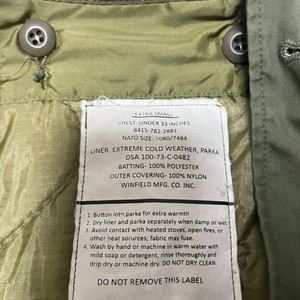 EXTRA SMALL
CHEST: UNDER 33 INCHES
8415-782-2881
NATO SIZE: 7080/7484
LINER, EXTREME COLD WEATHER, PARKA
DSA 100-73-C-0482
BATTING- 100% POLYESTER
OUTER COVERING- 100% NYLON
WINFIELD MFG. CO. INC.
1. Button into parka for extra warmth
2. Dry liner and parka separately when damp or wet
3. Avoid contact with heated stoves, open fires, or
other heat sorurces; fabric may fuse.
4. Wash by hand or machine in warm water with
mild soap or detergent, rinse thoroughly and
drip dry or machine dry. DO NOT DRY CLEAN.
DO NOT REMOVE THIS LABEL